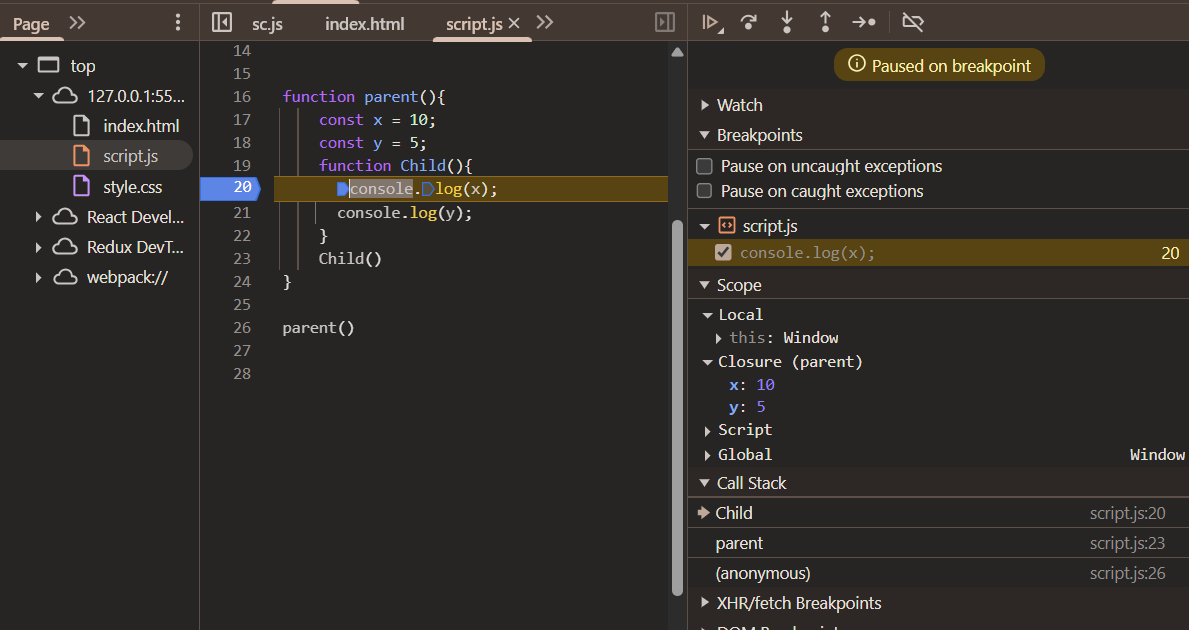 Page
top
127.0.0.1:55...
index.html
script.js
style.css
React Devel...
Redux DevT...
webpack://
sc.js index.html script.js
14
15
16 function parent(){
17 const x = 10;
18 const y = 5;
19 function Child(){
20 console.log(x);
21 console.log(y);
22 }
23 Child()
24 }
25
26 parent()
27
28
Paused on breakpoint
Watch
Breakpoints
Pause on uncaught exceptions
Pause on caught exceptions
script.js
console.log(x); 20
Scope
Local
this: Window
Closure (parent)
x: 10
y: 5
Script
Global Window
Call Stack
Child script.js:20
parent script.js:23
(anonymous) script.js:26
XHR/fetch Breakpoints